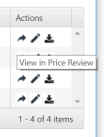 Actions
View in Price Review
1 - 4 of 4 items